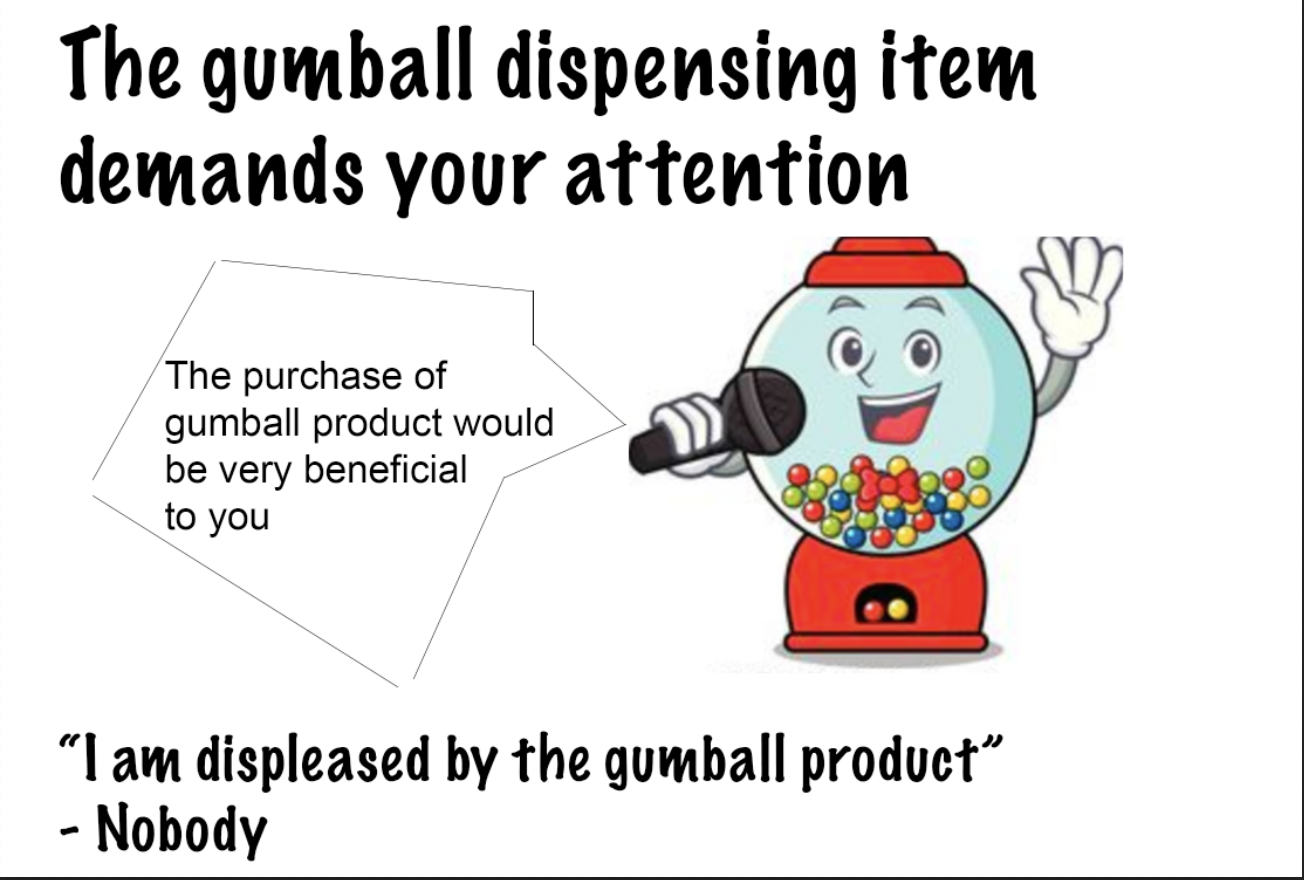 The gumball dispensing item
demands your attention
The purchase of
gumball product would
be very beneficial
to you
“I am displeased by the gumball product”
- Nobody